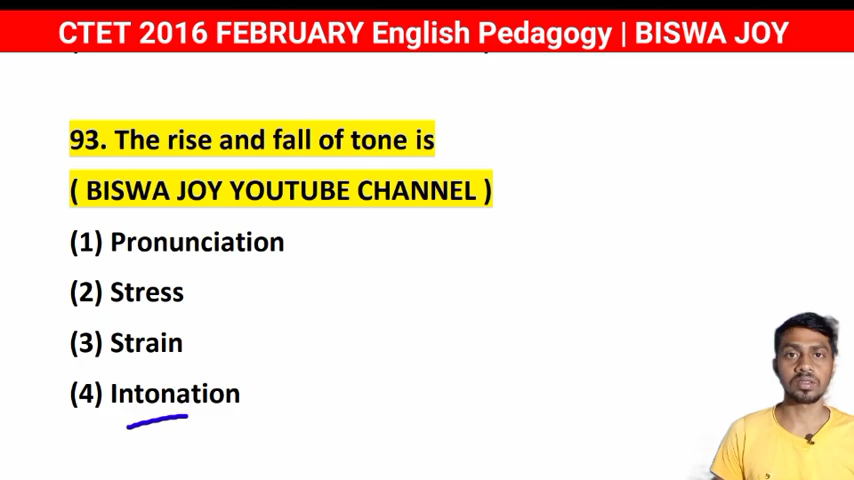 CTET 2016 FEBRUARY English Pedagogy | BISWA JOY
93. The rise and fall of tone is
( BISWA JOY YOUTUBE CHANNEL )
(1) Pronunciation
(2) Stress
(3) Strain
(4) Intonation